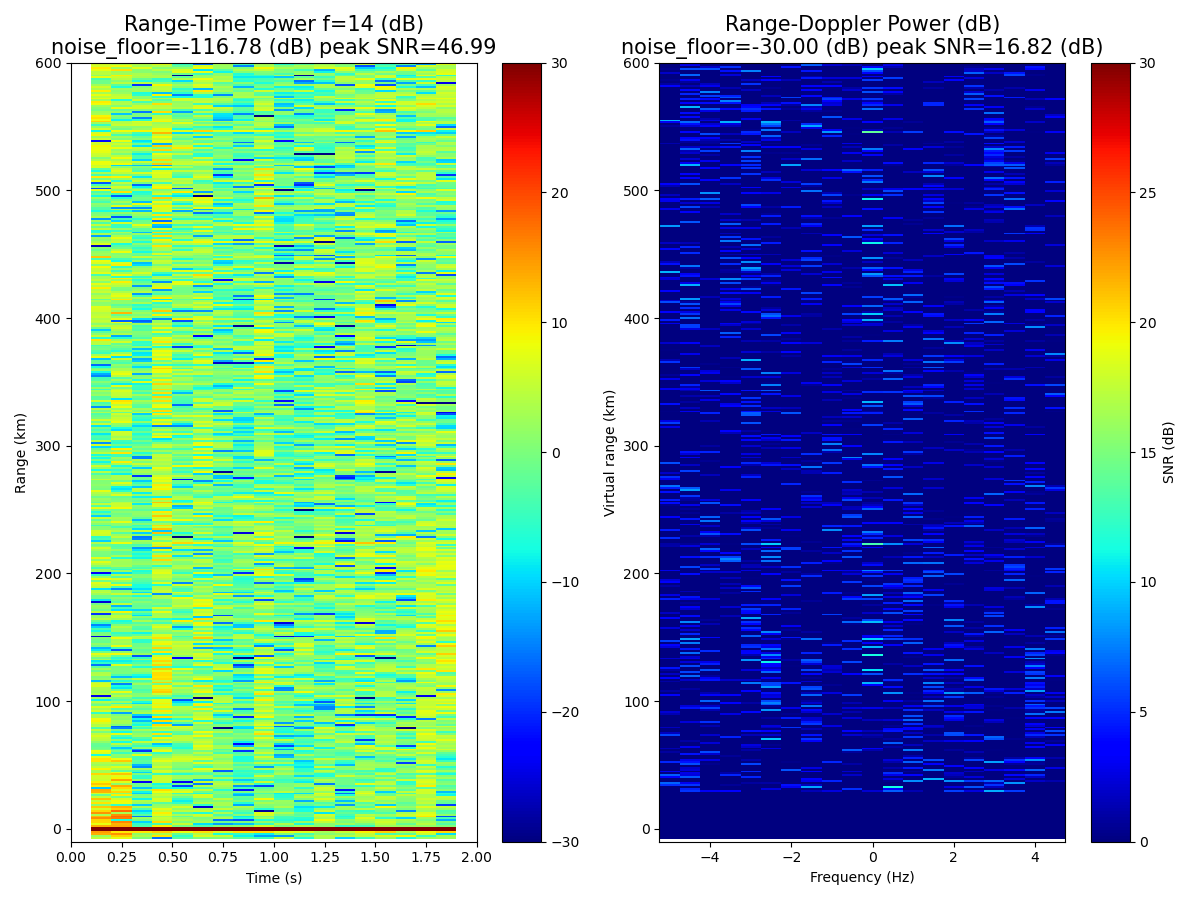 Range-Time Power f=14 (dB)
noise_floor=-116.78 (dB) peak SNR=46.99
Range-Doppler Power (dB)
noise_floor=-30.00 (dB) peak SNR=16.82 (dB)
600
500
400
300
200
100
0
Range (km)
0.00 0.25 0.50 0.75 1.00 1.25 1.50 1.75 2.00
Time (s)
30
20
10
0
−10
−20
−30
600
500
400
300
200
100
0
Virtual range (km)
−4 −2 0 2 4
Frequency (Hz)
30
25
20
15
10
5
0
SNR (dB)